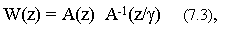 W(z) = A(z) A⁻¹(z/γ) (7.3),